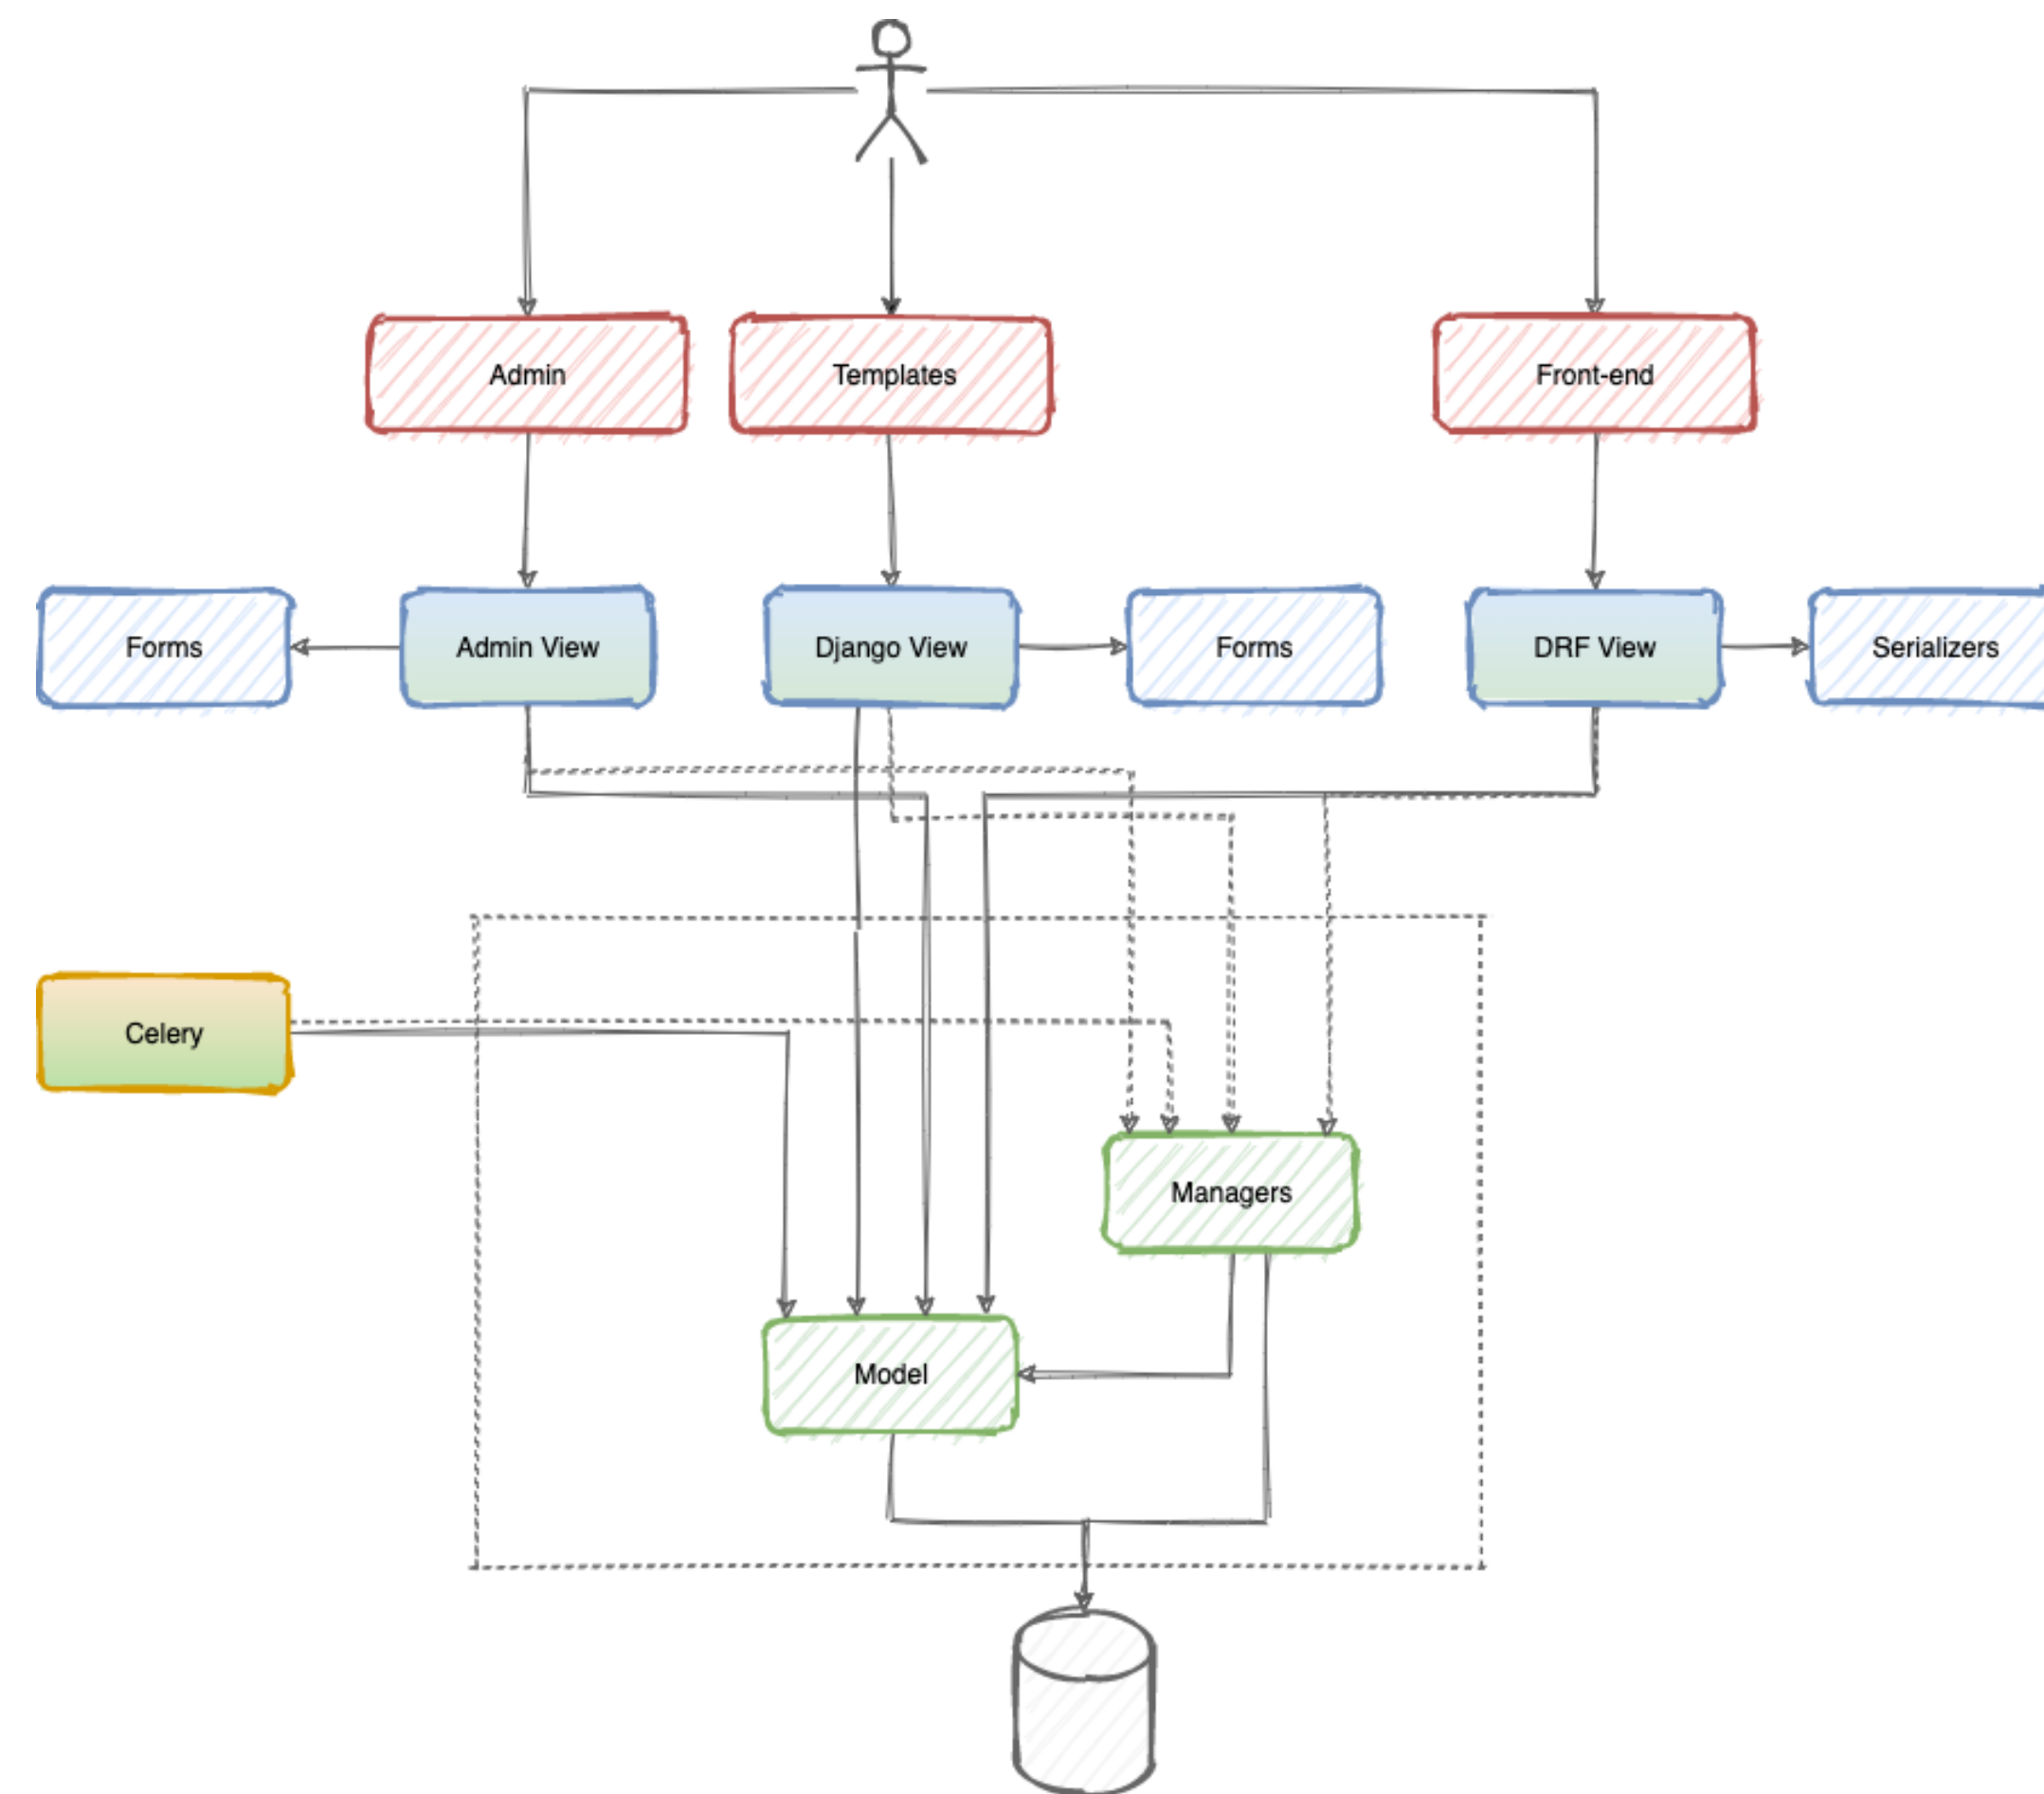 Admin
Templates
Front-end
Forms
Admin View
Django View
Forms
DRF View
Serializers
Celery
Managers
Model